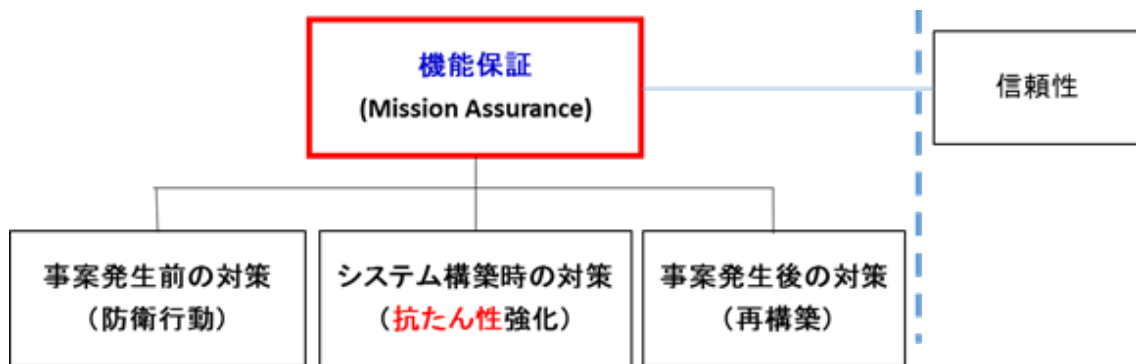 機能保証
(Mission Assurance)
信頼性
事案発生前の対策
（防衛行動）
システム構築時の対策
（抗たん性強化）
事案発生後の対策
（再構築）